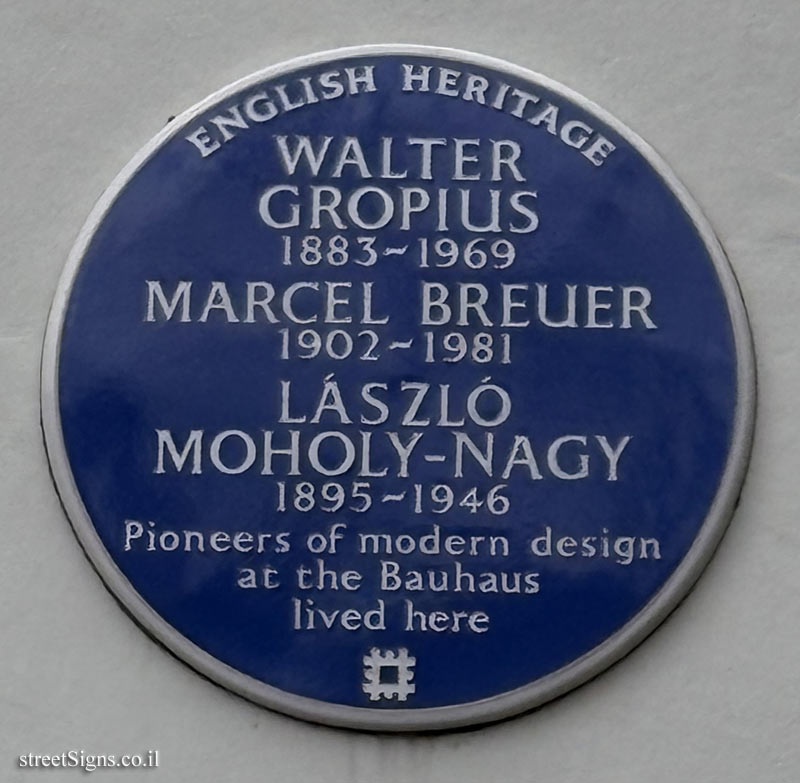 ENGLISH HERITAGE
WALTER
GROPIUS
1883~1969
MARCEL BREUER
1902~1981
LÁSZLÓ
MOHOLY-NAGY
1895~1946
Pioneers of modern design
at the Bauhaus
lived here
streetSigns.co.il